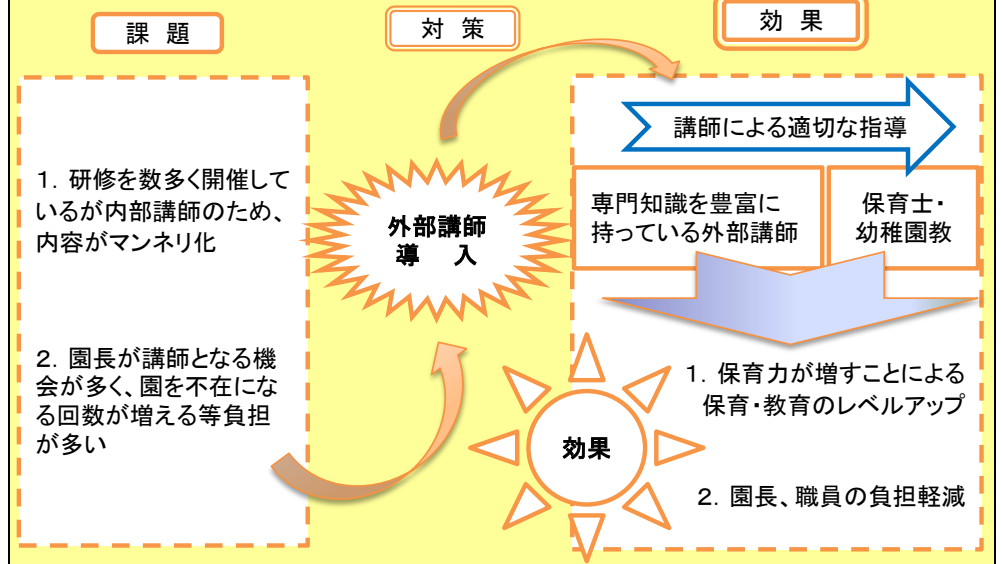 課 題
対 策
効 果
1．研修を数多く開催して
いるが内部講師のため、
内容がマンネリ化
2．園長が講師となる機
会が多く、園を不在にな
る回数が増える等負担
が多い
外部講師
導 入
講師による適切な指導
専門知識を豊富に
持っている外部講師
保育士・
幼稚園教
効果
1．保育力が増すことによる
保育・教育のレベルアップ
2．園長、職員の負担軽減